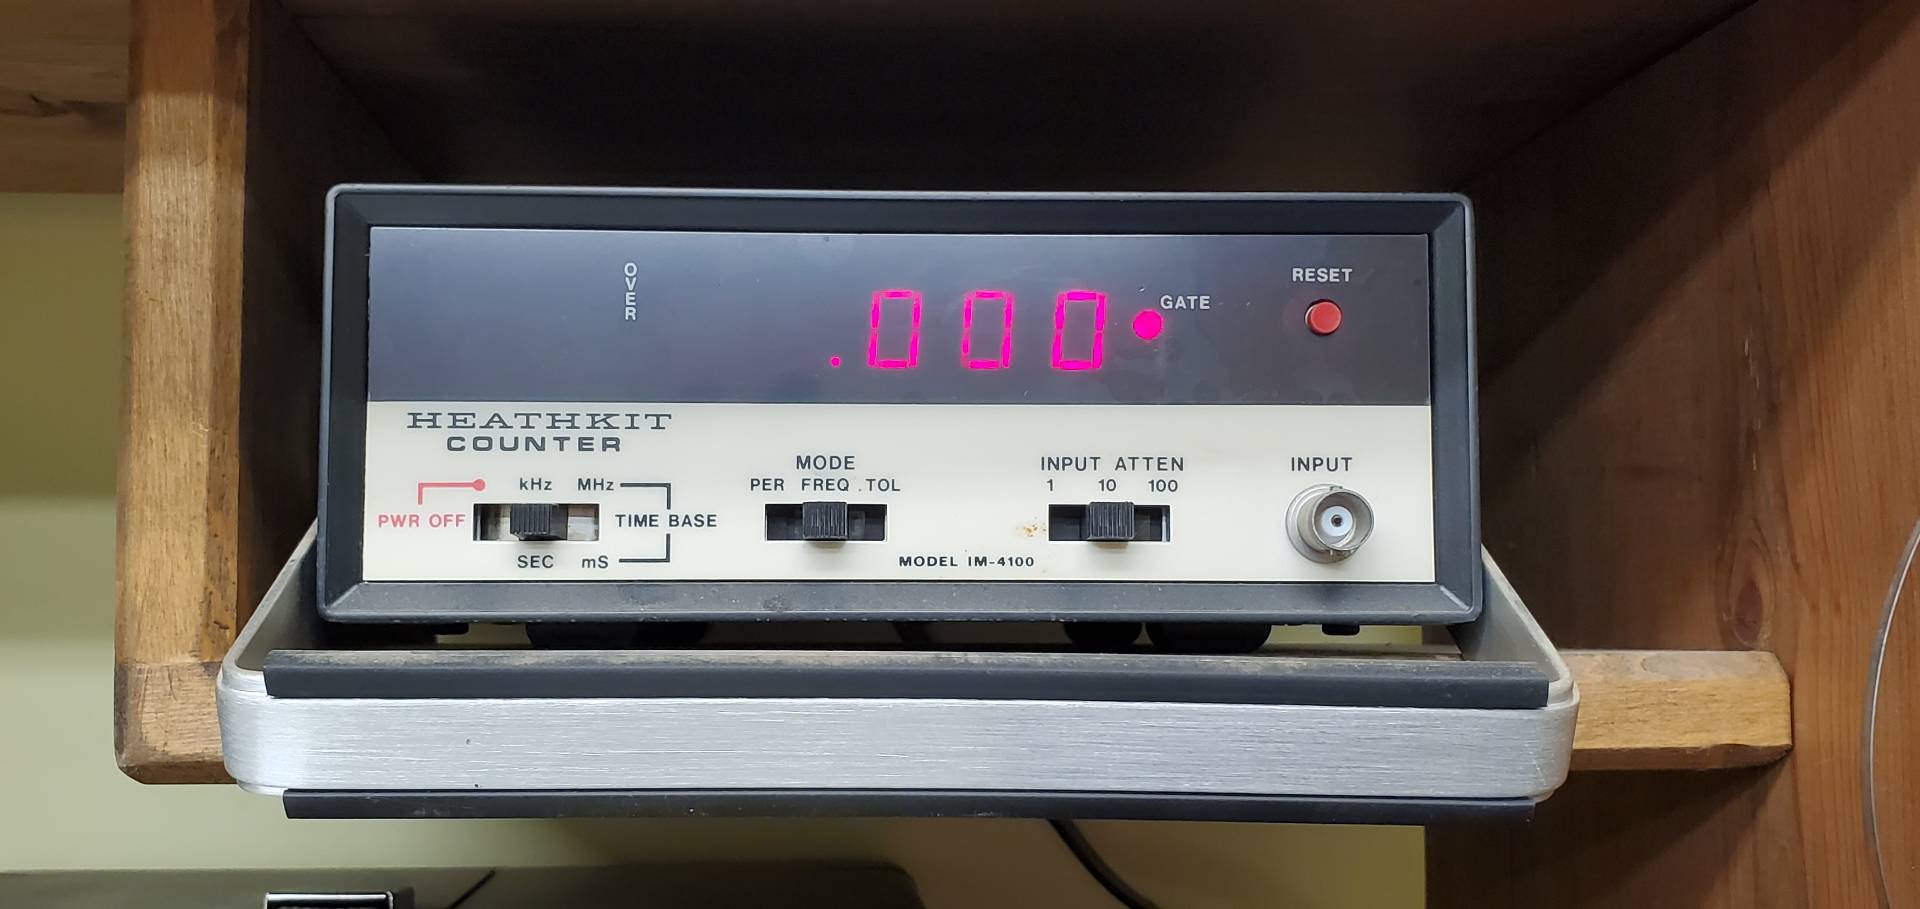 OVER
.000
GATE
RESET
HEATHKIT
COUNTER
MODE
INPUT ATTEN
INPUT
kHz MHz
PER FREQ .TOL
1 10 100
PWR OFF
TIME BASE
SEC mS
MODEL IM-4100